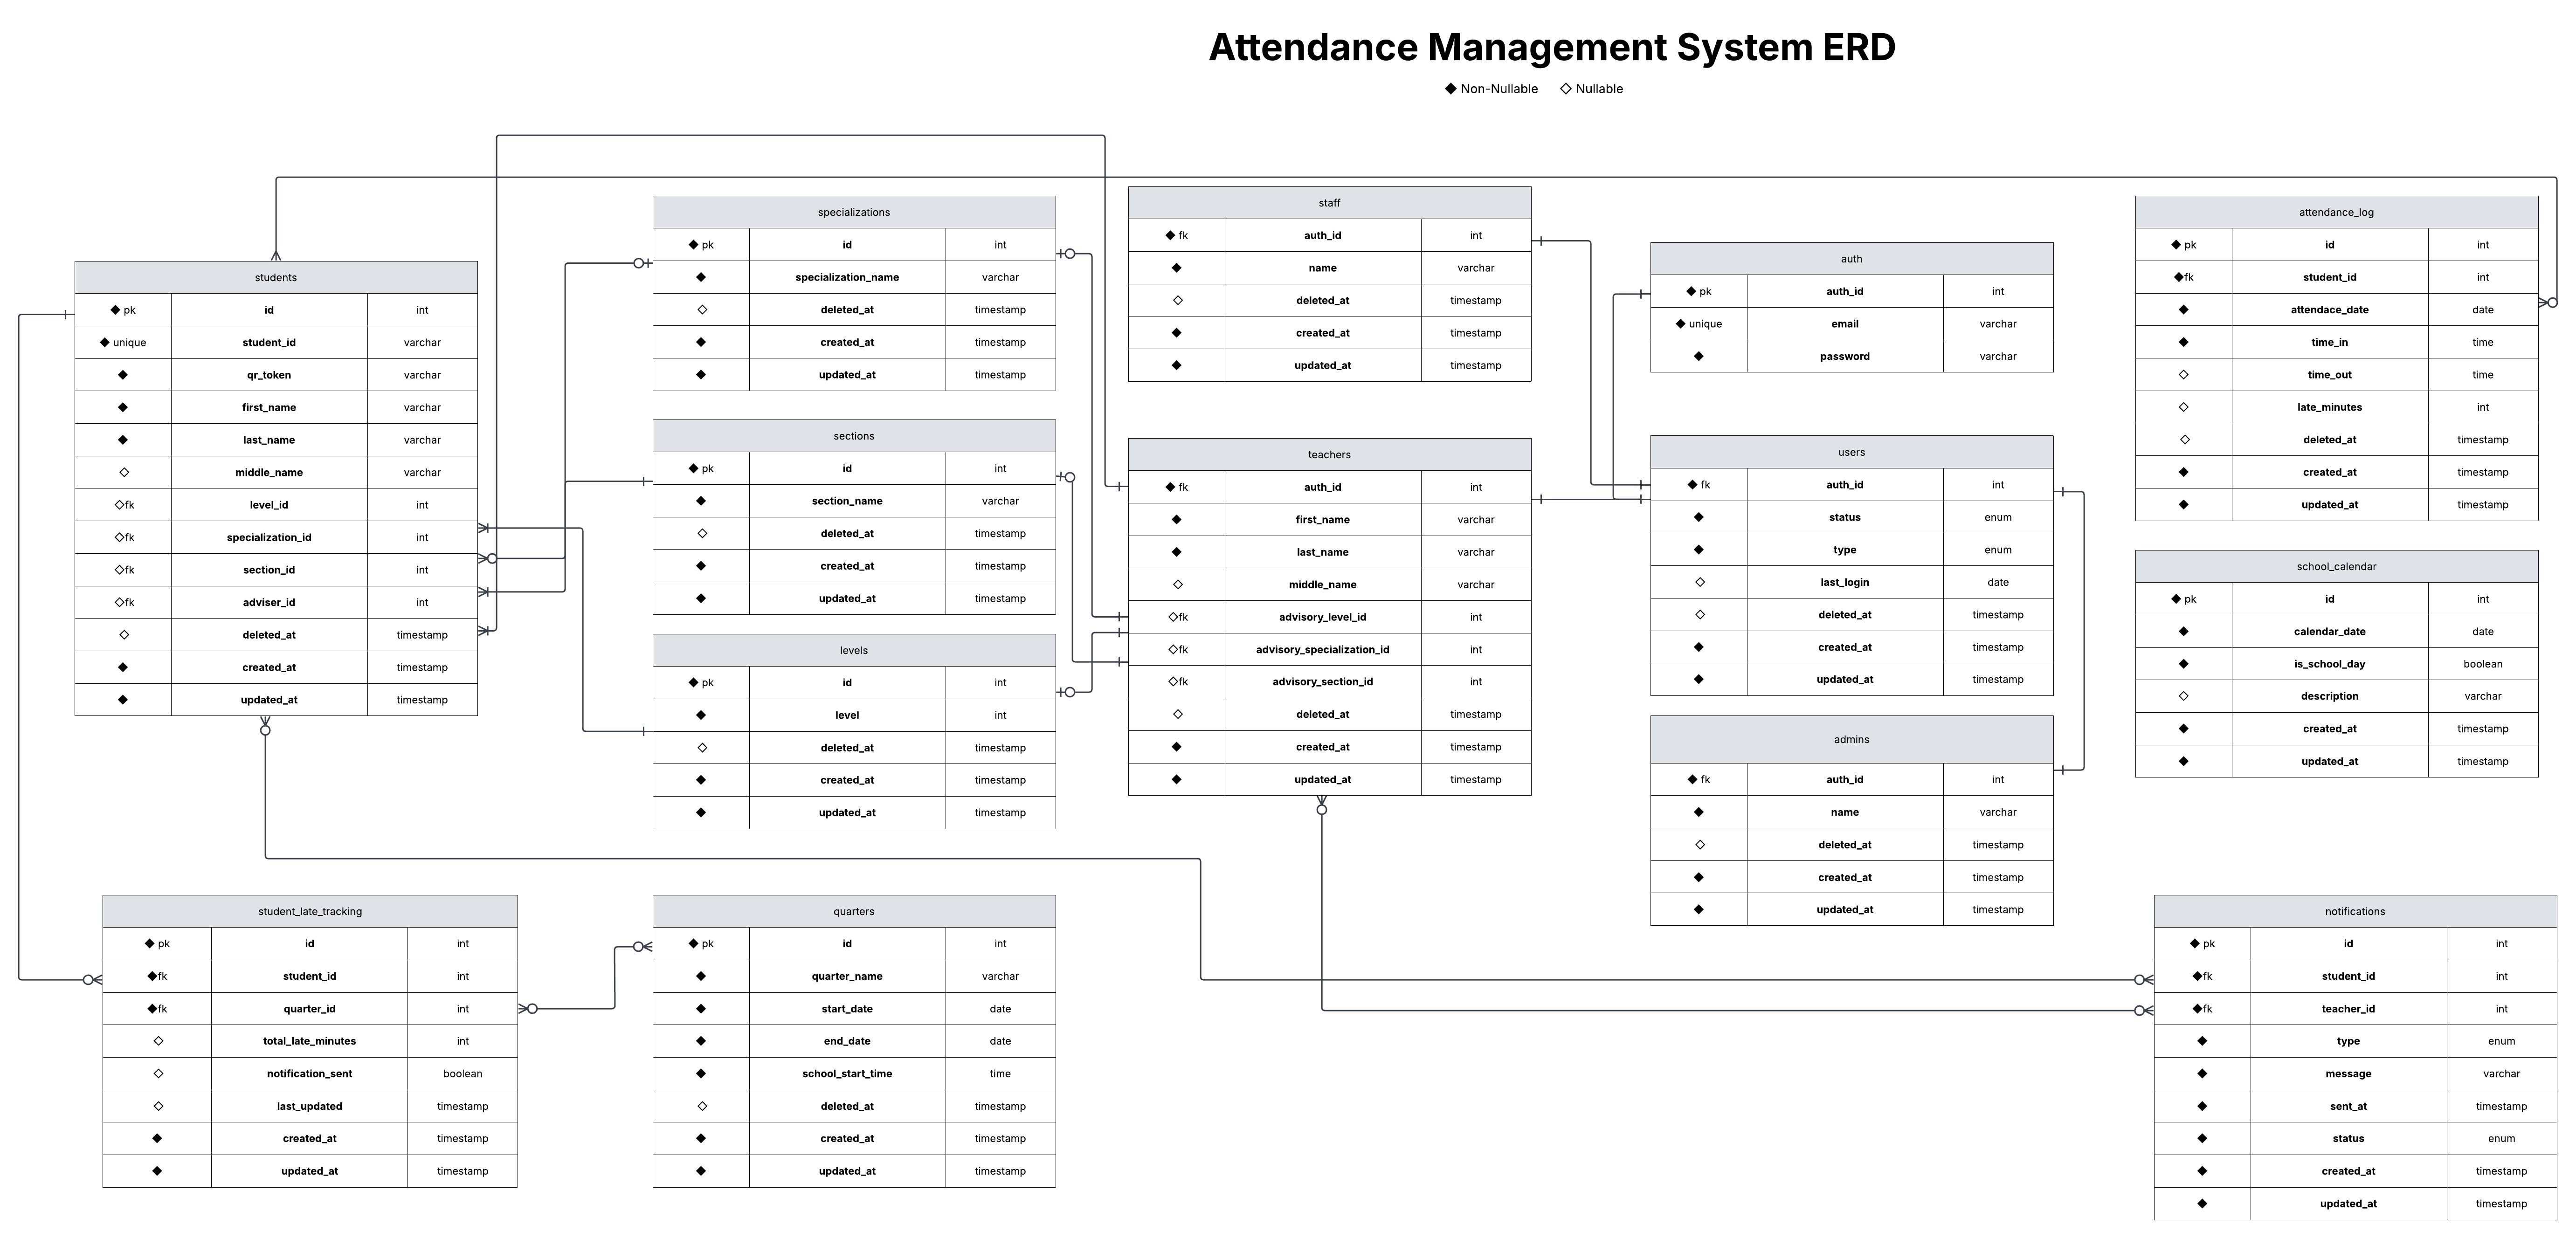 Attendance Management System ERD
Non-Nullable Nullable
students
pk id int
unique student_id varchar
qr_token varchar
first_name varchar
last_name varchar
middle_name varchar
fk level_id int
fk specialization_id int
fk section_id int
fk adviser_id int
deleted_at timestamp
created_at timestamp
updated_at timestamp
specializations
pk id int
specialization_name varchar
deleted_at timestamp
created_at timestamp
updated_at timestamp
sections
pk id int
section_name varchar
deleted_at timestamp
created_at timestamp
updated_at timestamp
levels
pk id int
level int
deleted_at timestamp
created_at timestamp
updated_at timestamp
staff
fk auth_id int
name varchar
deleted_at timestamp
created_at timestamp
updated_at timestamp
teachers
fk auth_id int
first_name varchar
last_name varchar
middle_name varchar
fk advisory_level_id int
fk advisory_specialization_id int
fk advisory_section_id int
deleted_at timestamp
created_at timestamp
updated_at timestamp
auth
pk auth_id int
unique email varchar
password varchar
users
fk auth_id int
status enum
type enum
last_login date
deleted_at timestamp
created_at timestamp
updated_at timestamp
admins
fk auth_id int
name varchar
deleted_at timestamp
created_at timestamp
updated_at timestamp
attendance_log
pk id int
fk student_id int
attendace_date date
time_in time
time_out time
late_minutes int
deleted_at timestamp
created_at timestamp
updated_at timestamp
school_calendar
pk id int
calendar_date date
is_school_day boolean
description varchar
created_at timestamp
updated_at timestamp
student_late_tracking
pk id int
fk student_id int
fk quarter_id int
total_late_minutes int
notification_sent boolean
last_updated timestamp
created_at timestamp
updated_at timestamp
quarters
pk id int
quarter_name varchar
start_date date
end_date date
school_start_time time
deleted_at timestamp
created_at timestamp
updated_at timestamp
notifications
pk id int
fk student_id int
fk teacher_id int
type enum
message varchar
sent_at timestamp
status enum
created_at timestamp
updated_at timestamp